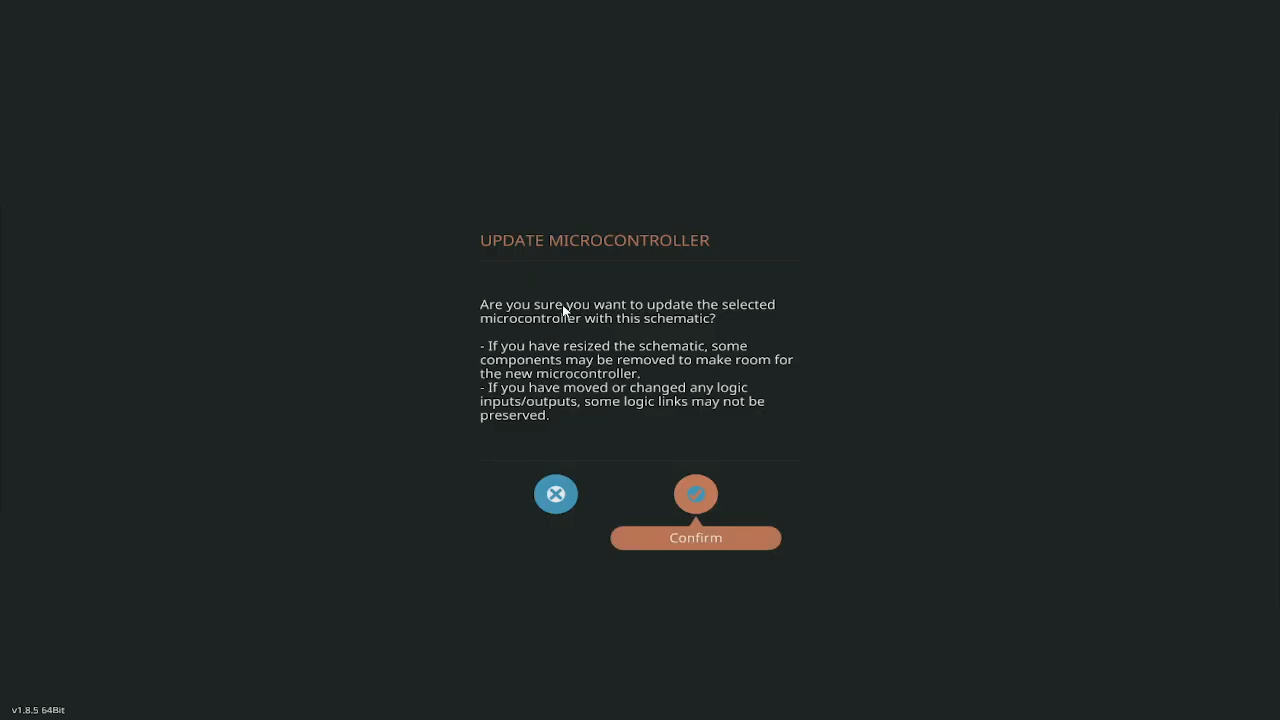 UPDATE MICROCONTROLLER
Are you sure you want to update the selected
microcontroller with this schematic?
- If you have resized the schematic, some
components may be removed to make room for
the new microcontroller.
- If you have moved or changed any logic
inputs/outputs, some logic links may not be
preserved.
Confirm
v1.8.5 64Bit